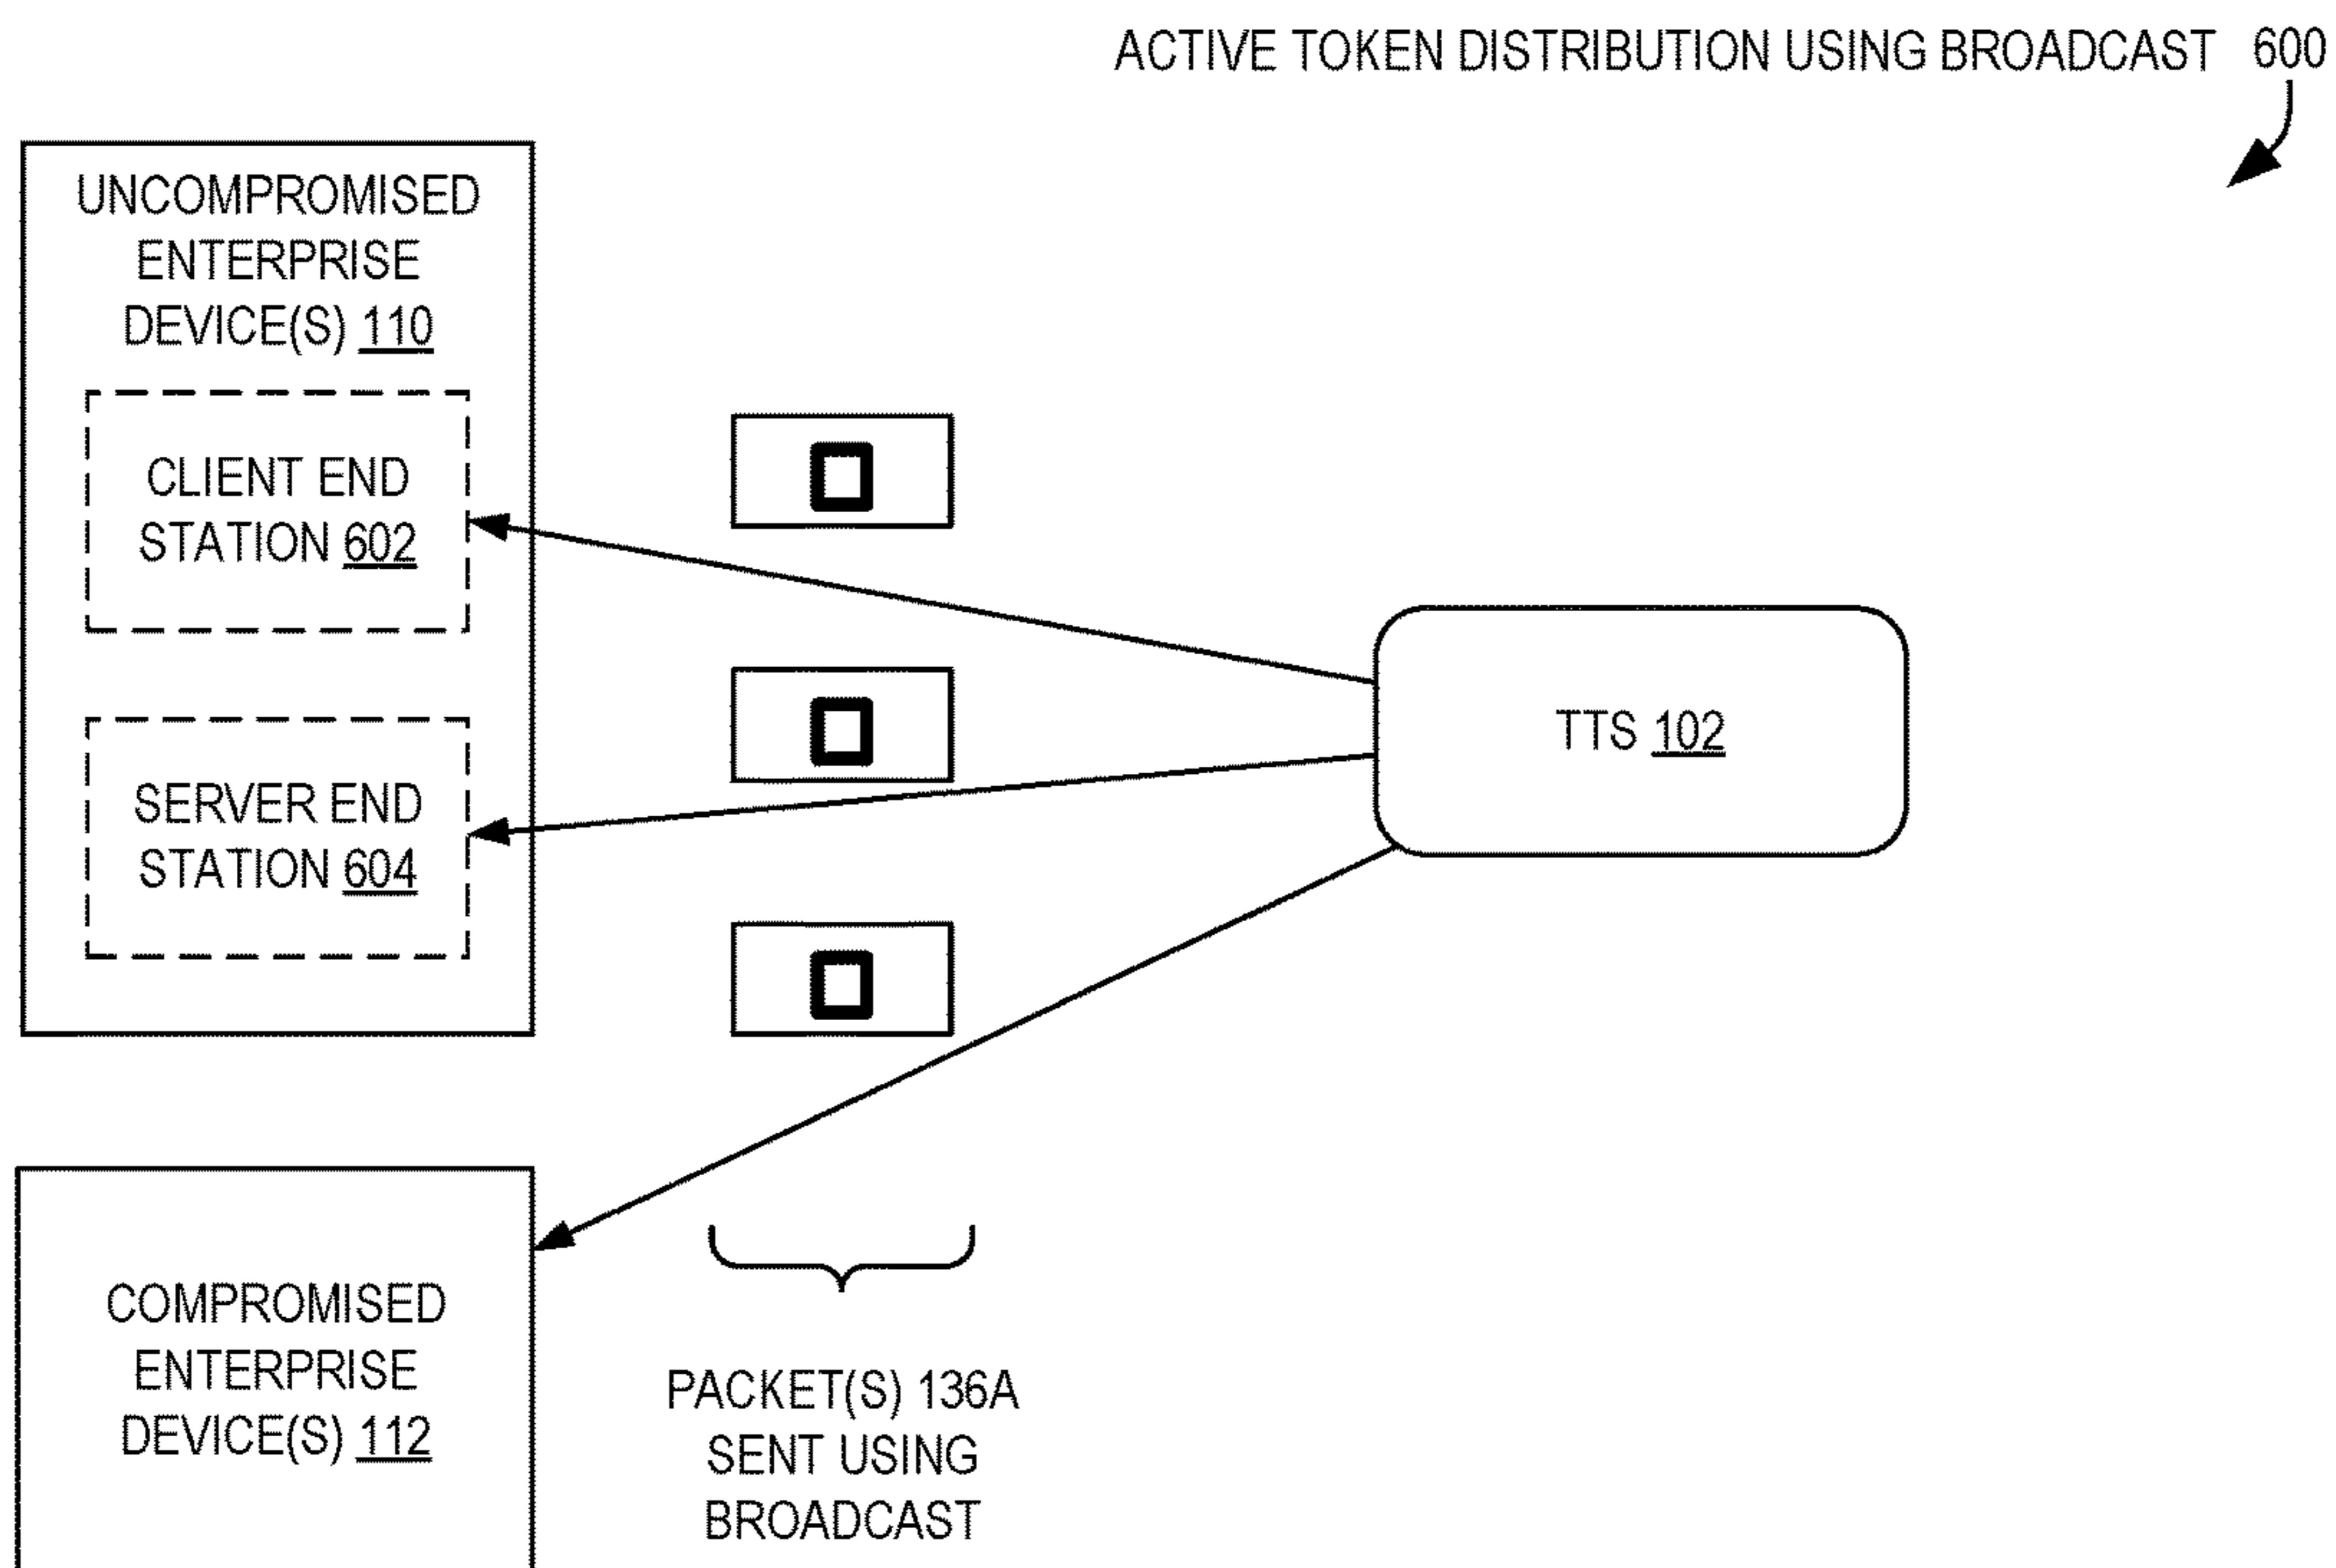 ACTIVE TOKEN DISTRIBUTION USING BROADCAST 600
UNCOMPROMISED
ENTERPRISE
DEVICE(S) 110
CLIENT END
STATION 602
SERVER END
STATION 604
TTS 102
COMPROMISED
ENTERPRISE
DEVICE(S) 112
PACKET(S) 136A
SENT USING
BROADCAST